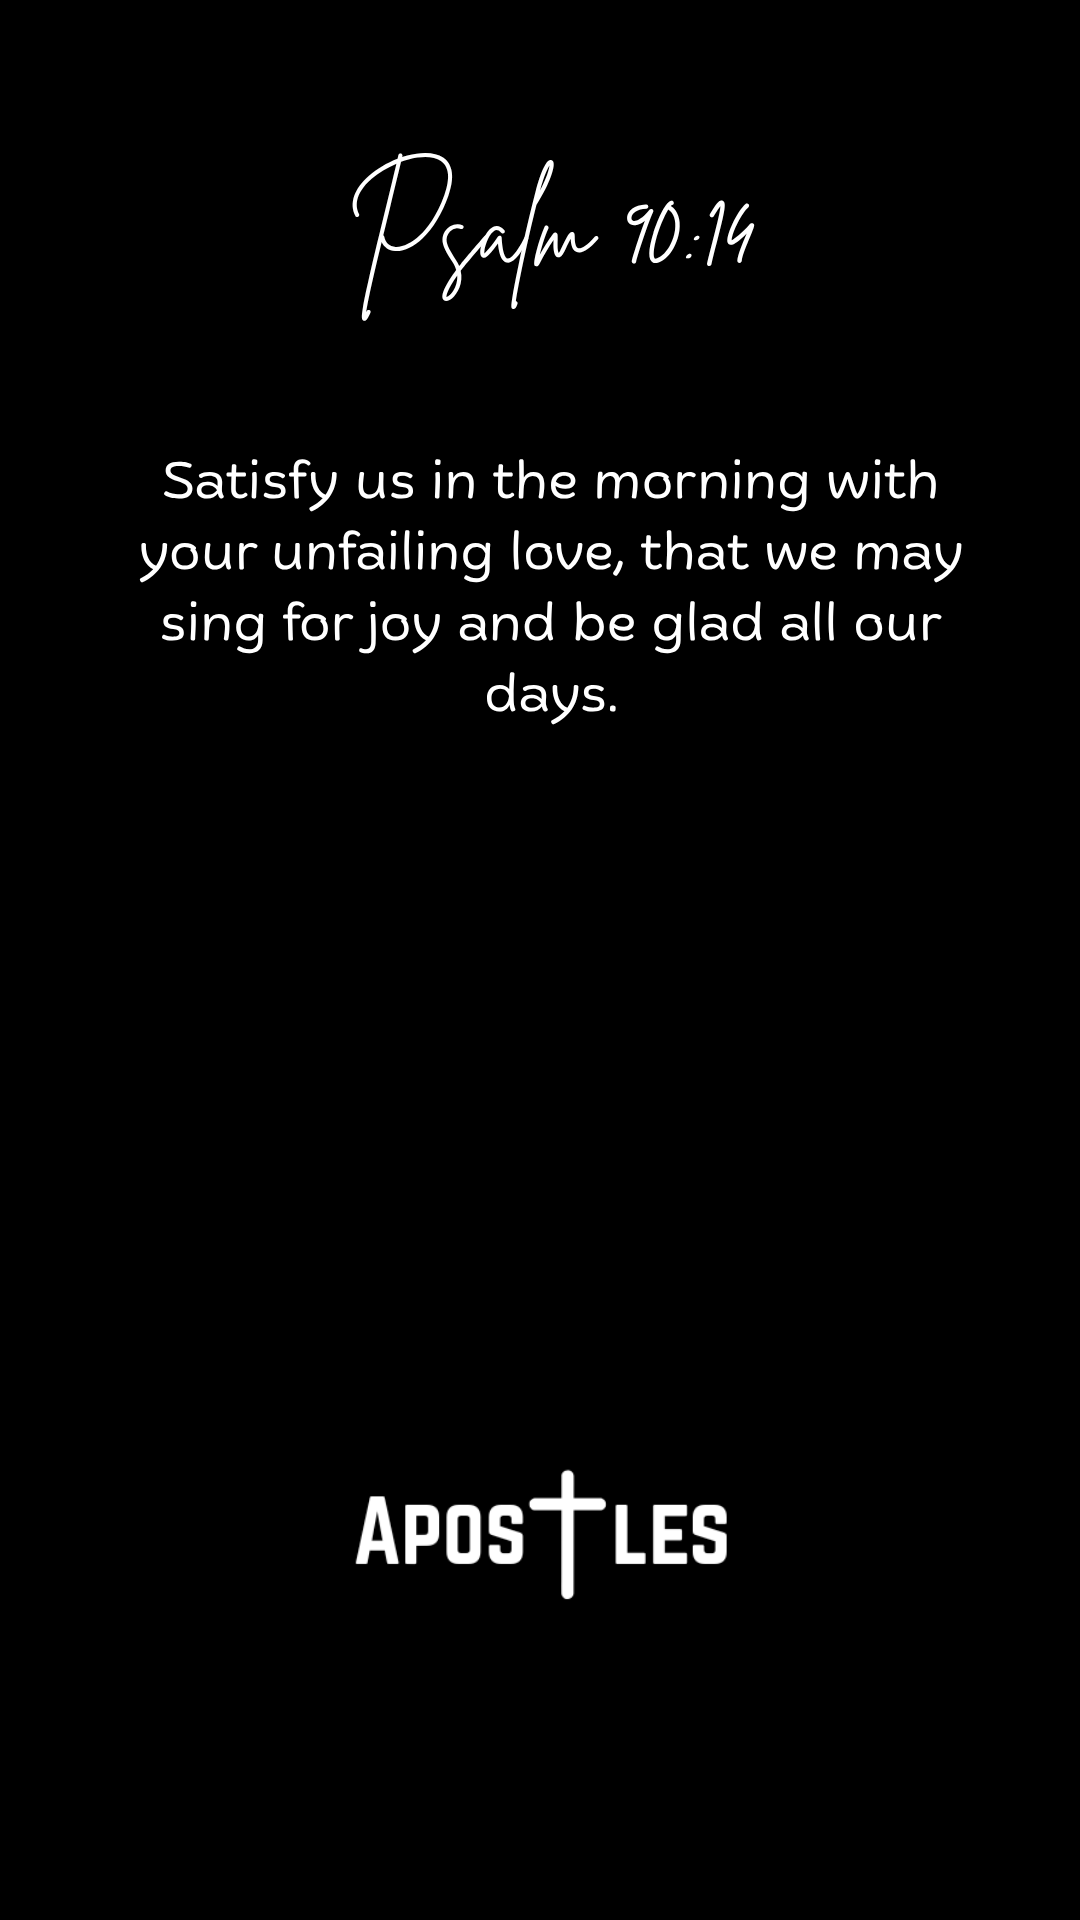 Psalm 90:14
Satisfy us in the morning with
your unfailing love, that we may
sing for joy and be glad all our
days.
APOSTLES